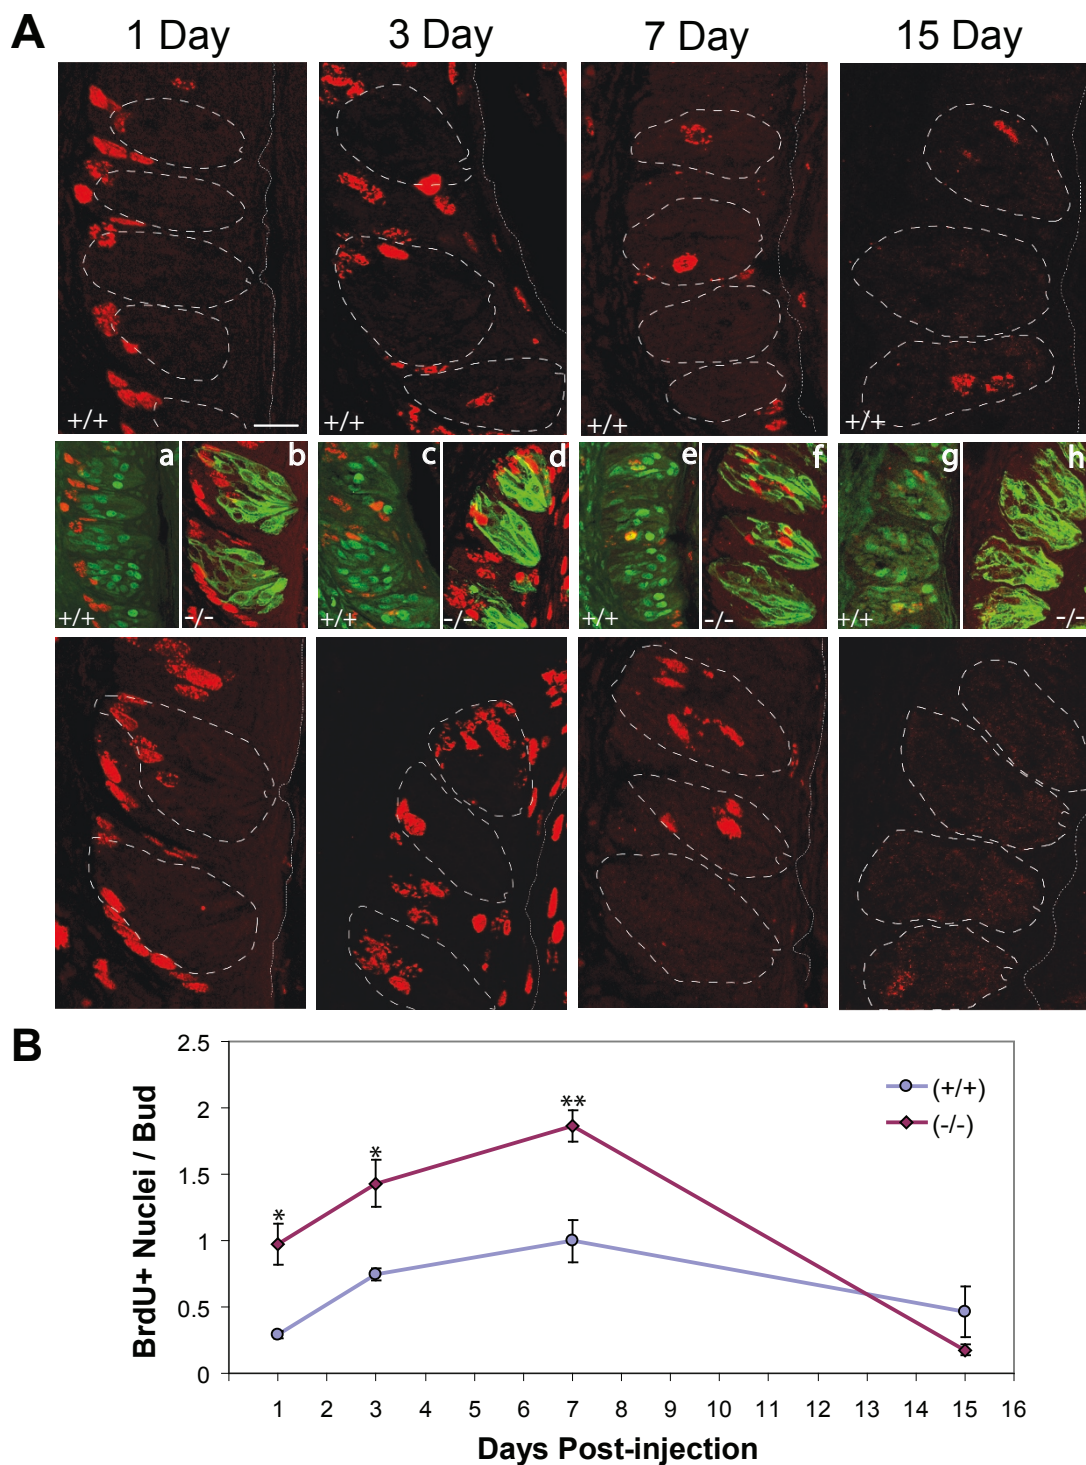 A
1 Day 3 Day 7 Day 15 Day
+/+ +/+ +/+ +/+
a b c d e f g h
+/+ -/- +/+ -/- +/+ -/- +/+ -/-
B
BrdU+ Nuclei / Bud
2.5
2
1.5
1
0.5
0
* * **
(+/+)
(-/-)
1 2 3 4 5 6 7 8 9 10 11 12 13 14 15 16
Days Post-injection